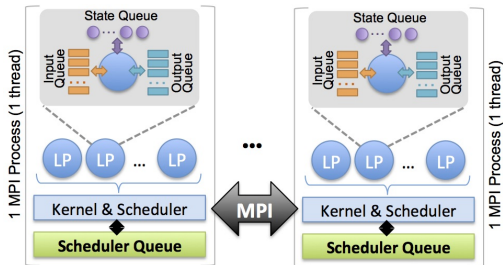 1 MPI Process (1 thread)
State Queue
...
Input
Queue
Output
Queue
LP LP ... LP
Kernel & Scheduler
Scheduler Queue
...
MPI
State Queue
...
Input
Queue
Output
Queue
LP LP ... LP
Kernel & Scheduler
Scheduler Queue
1 MPI Process (1 thread)